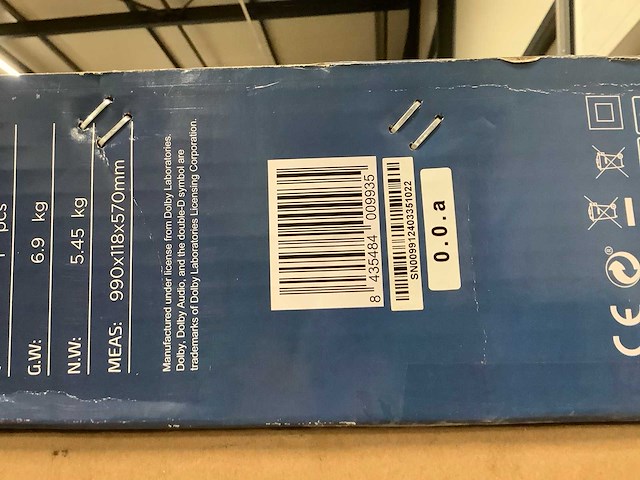 pcs
G.W: 6.9 kg
N.W: 5.45 kg
MEAS: 990x118x570mm
Manufactured under license from Dolby Laboratories.
Dolby, Dolby Audio, and the double-D symbol are
trademarks of Dolby Laboratories Licensing Corporation.
8 435484 009935
SN009912403351022
0.0.a
CE